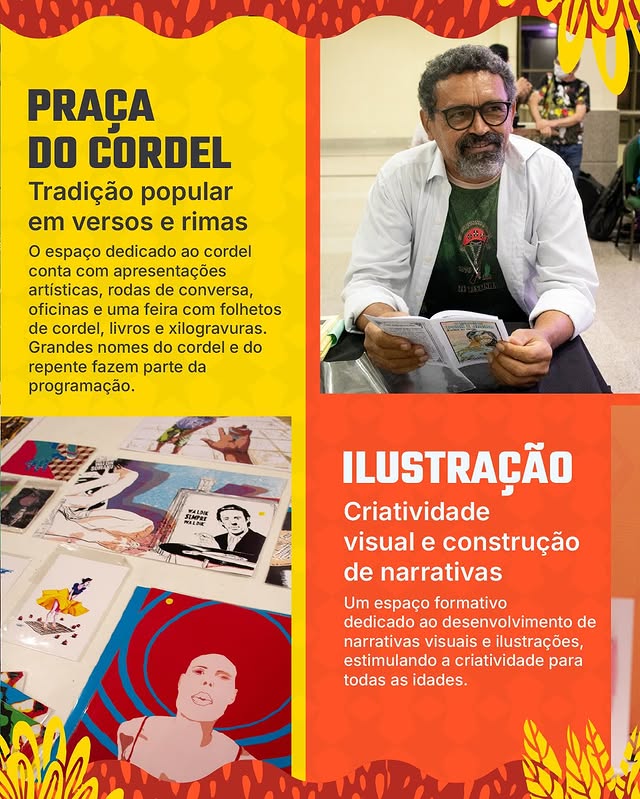 PRAÇA
DO CORDEL
Tradição popular
em versos e rimas
O espaço dedicado ao cordel
conta com apresentações
artísticas, rodas de conversa,
oficinas e uma feira com folhetos
de cordel, livros e xilogravuras.
Grandes nomes do cordel e do
repente fazem parte da
programação.
WALDIK
SEMPRE
WALDIK
ILUSTRAÇÃO
Criatividade
visual e construção
de narrativas
Um espaço formativo
dedicado ao desenvolvimento de
narrativas visuais e ilustrações,
estimulando a criatividade para
todas as idades.